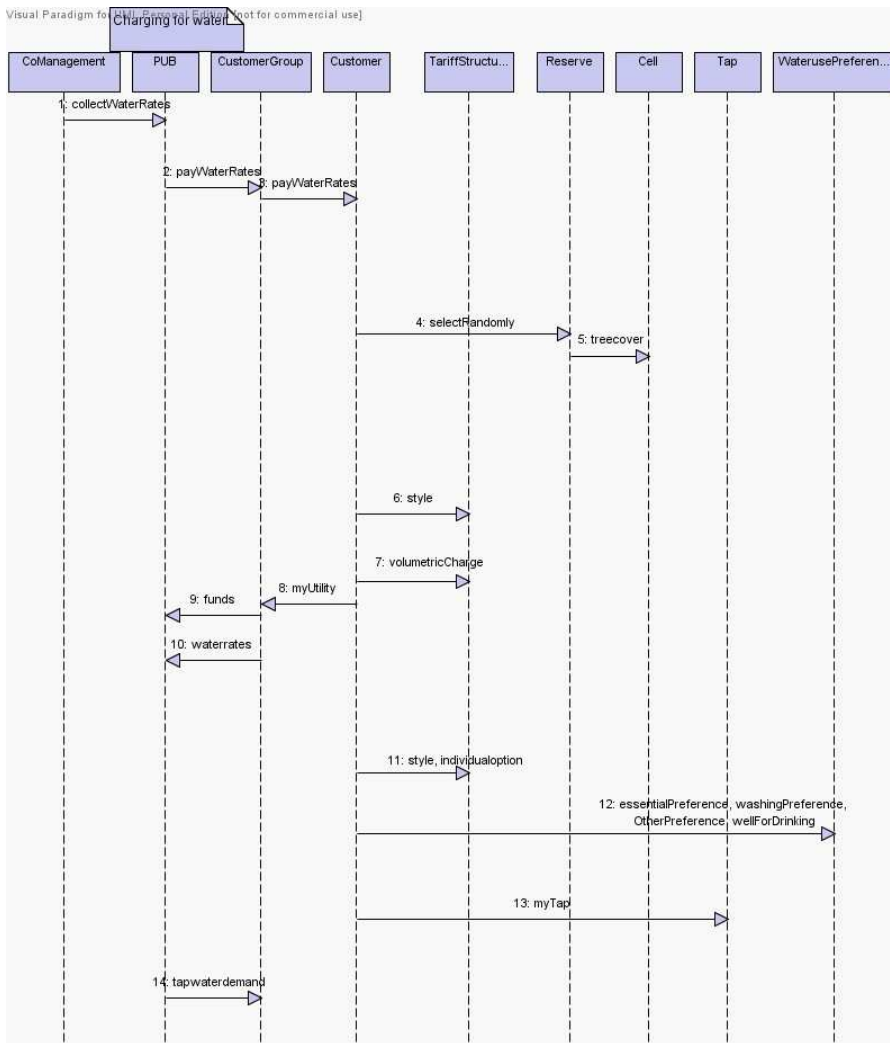 Visual Paradigm for UML Personal Edition [not for commercial use]
Charging for water
CoManagement
PUB
CustomerGroup
Customer
TariffStructu...
Reserve
Cell
Tap
WaterusePreferen...
1: collectWaterRates
2: payWaterRates
3: payWaterRates
4: selectRandomly
5: treecover
6: style
7: volumetricCharge
8: myUtility
9: funds
10: waterrates
11: style, individualoption
12: essentialPreference, washingPreference,
OtherPreference, wellForDrinking
13: myTap
14: tapwaterdemand